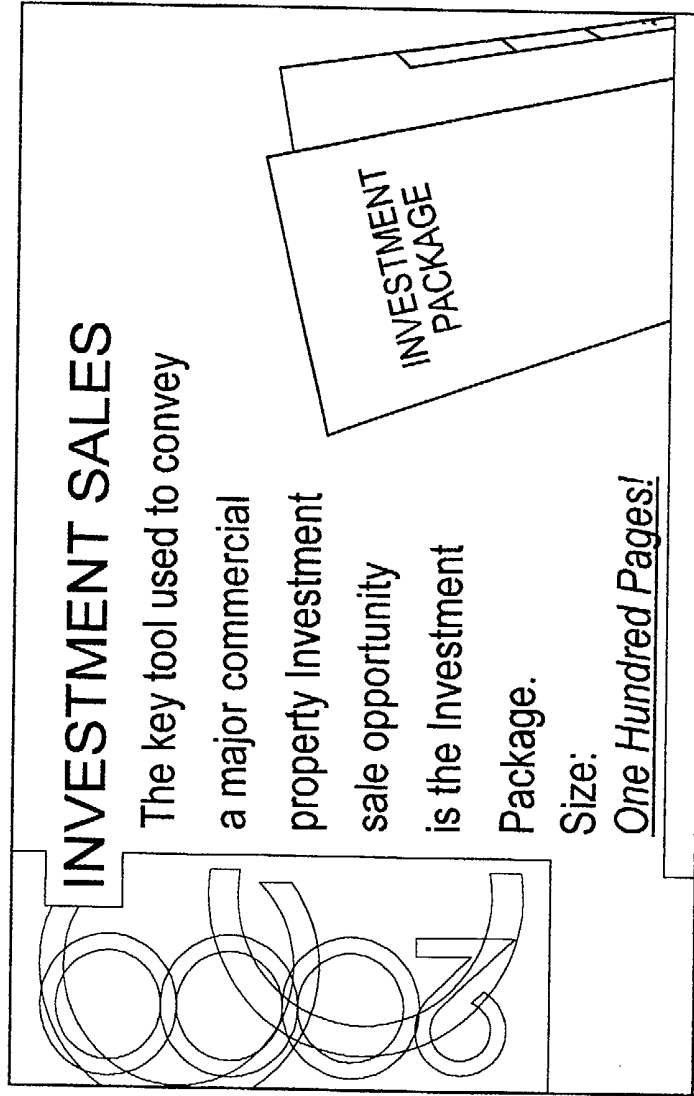 INVESTMENT SALES
The key tool used to convey
a major commercial
property Investment
sale opportunity
is the Investment
Package.
Size:
One Hundred Pages!
INVESTMENT
PACKAGE